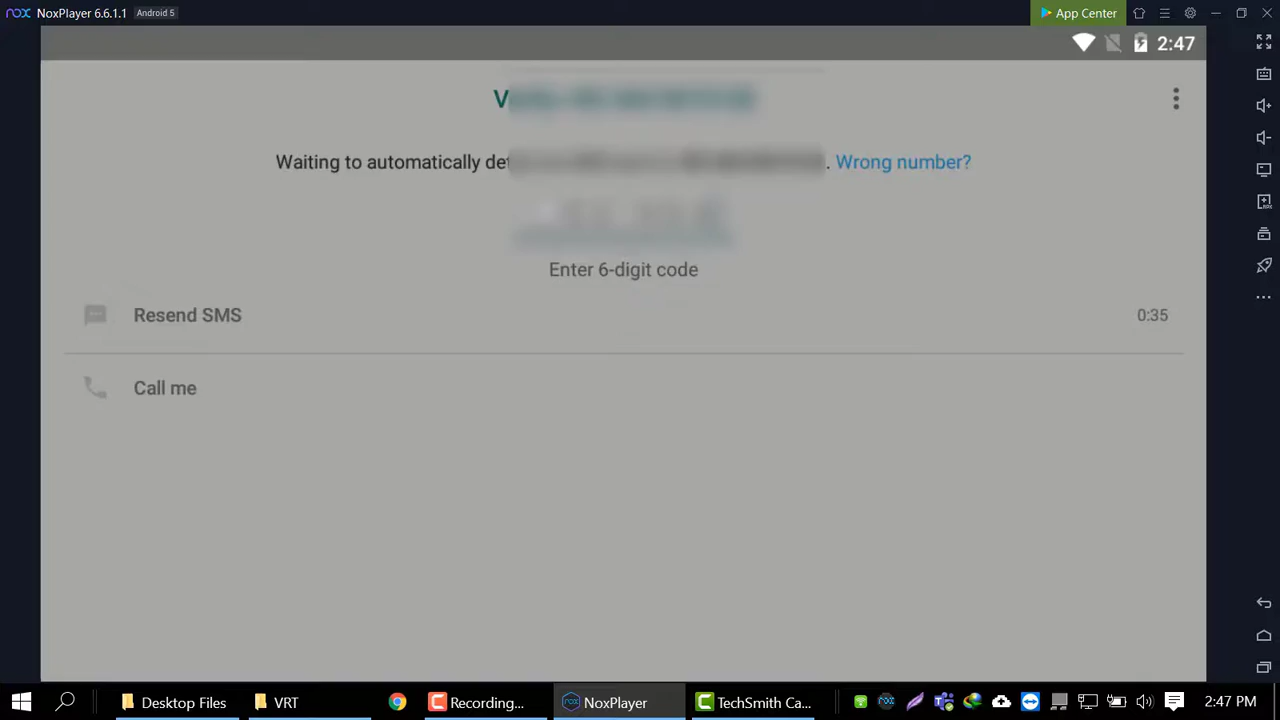 NoxPlayer 6.6.1.1 Android 5 App Center
2:47
Waiting to automatically . Wrong number?
Enter 6-digit code
Resend SMS 0:35
Call me
Desktop Files VRT Recording... NoxPlayer TechSmith Ca... 2:47 PM